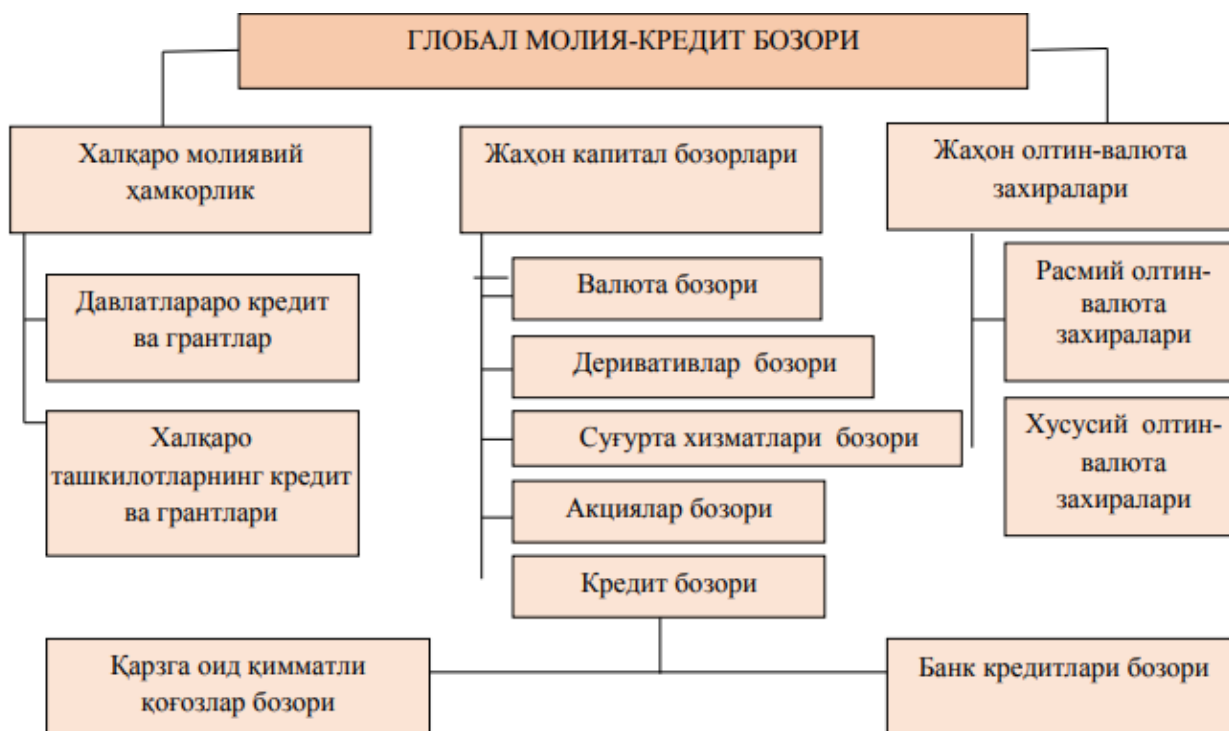 ГЛОБАЛ МОЛИЯ-КРЕДИТ БОЗОРИ
Халқаро молиявий
ҳамкорлик
Давлатлараро кредит
ва грантлар
Халқаро
ташкилотларнинг кредит
ва грантлари
Жаҳон капитал бозорлари
Валюта бозори
Деривативлар бозори
Суғурта хизматлари бозори
Акциялар бозори
Кредит бозори
Жаҳон олтин-валюта
захиралари
Расмий олтин-
валюта
захиралари
Хусусий олтин-
валюта
захиралари
Қарзга оид қимматли
қоғозлар бозори
Банк кредитлари бозори